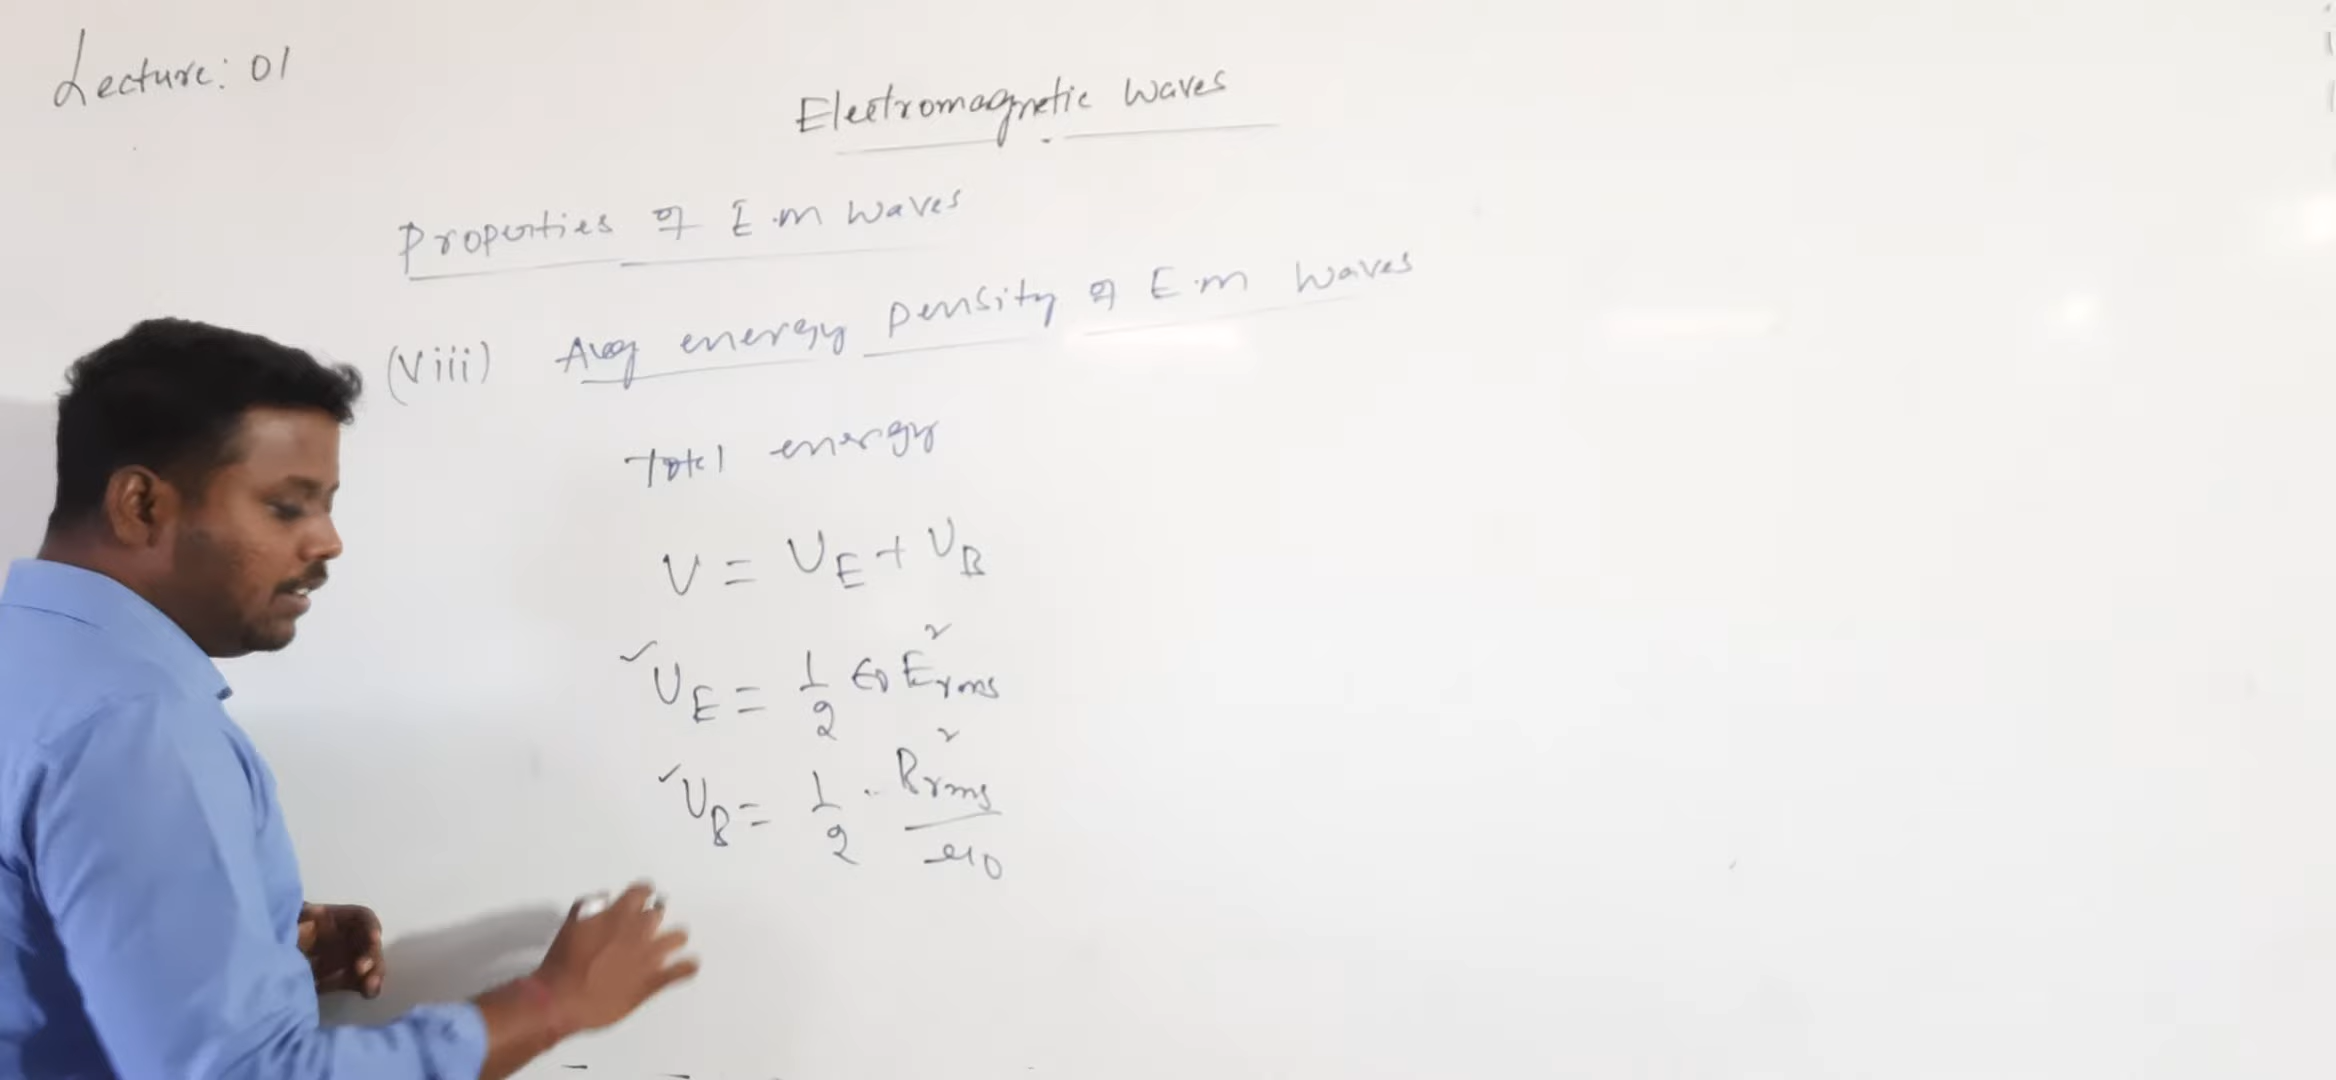 Lecture: 01
Electromagnetic Waves
Properties of E.m waves
(Viii) Avg energy Density of E.m Waves
Total energy
U = U_E + U_B
✓U_E = 1/2 ε₀ E²rms
✓U_B = 1/2 · B²rms/μ₀